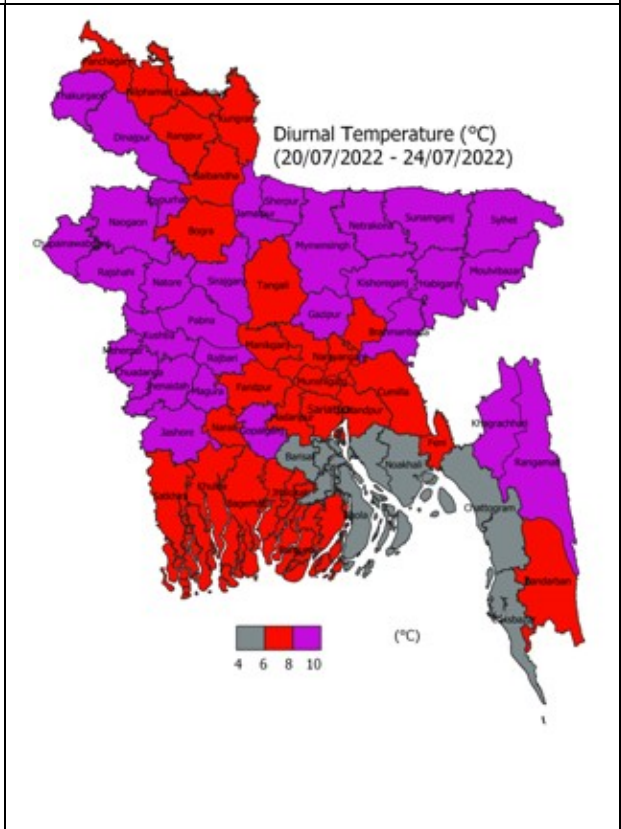 Panchagarh
Thakurgaon
Nilphamari
Lalmonirhat
Kurigram
Dinajpur
Rangpur
Diurnal Temperature (°C)
(20/07/2022 - 24/07/2022)
Gaibandha
Joypurhat
Jamalpur
Sherpur
Naogaon
Bogra
Mymensingh
Netrakona
Sunamganj
Sylhet
Chapainawabganj
Rajshahi
Natore
Sirajganj
Tangail
Kishoreganj
Habiganj
Moulvibazar
Pabna
Gazipur
Brahmanbaria
Kushtia
Meherpur
Manikganj
Narayanganj
Rajbari
Chuadanga
Jhenaidah
Magura
Faridpur
Munshiganj
Cumilla
Khagrachhari
Jashore
Narail
Gopalganj
Madaripur
Shariatpur
Chandpur
Feni
Rangamati
Barisal
Noakhali
Satkhira
Khulna
Bagerhat
Chattogram
Bhola
Barguna
Bandarban
(°C)
4 6 8 10